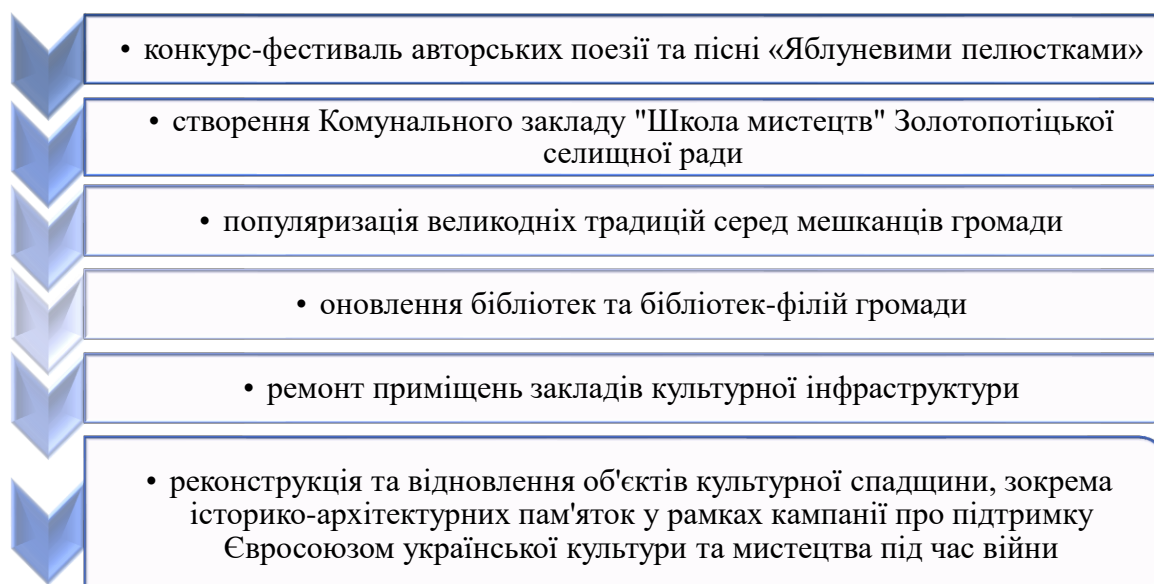 • конкурс-фестиваль авторських поезії та пісні «Яблуневими пелюстками»
• створення Комунального закладу "Школа мистецтв" Золотопотіцької
селищної ради
• популяризація великодніх традицій серед мешканців громади
• оновлення бібліотек та бібліотек-філій громади
• ремонт приміщень закладів культурної інфраструктури
• реконструкція та відновлення об'єктів культурної спадщини, зокрема
історико-архітектурних пам'яток у рамках кампанії про підтримку
Євросоюзом української культури та мистецтва під час війни